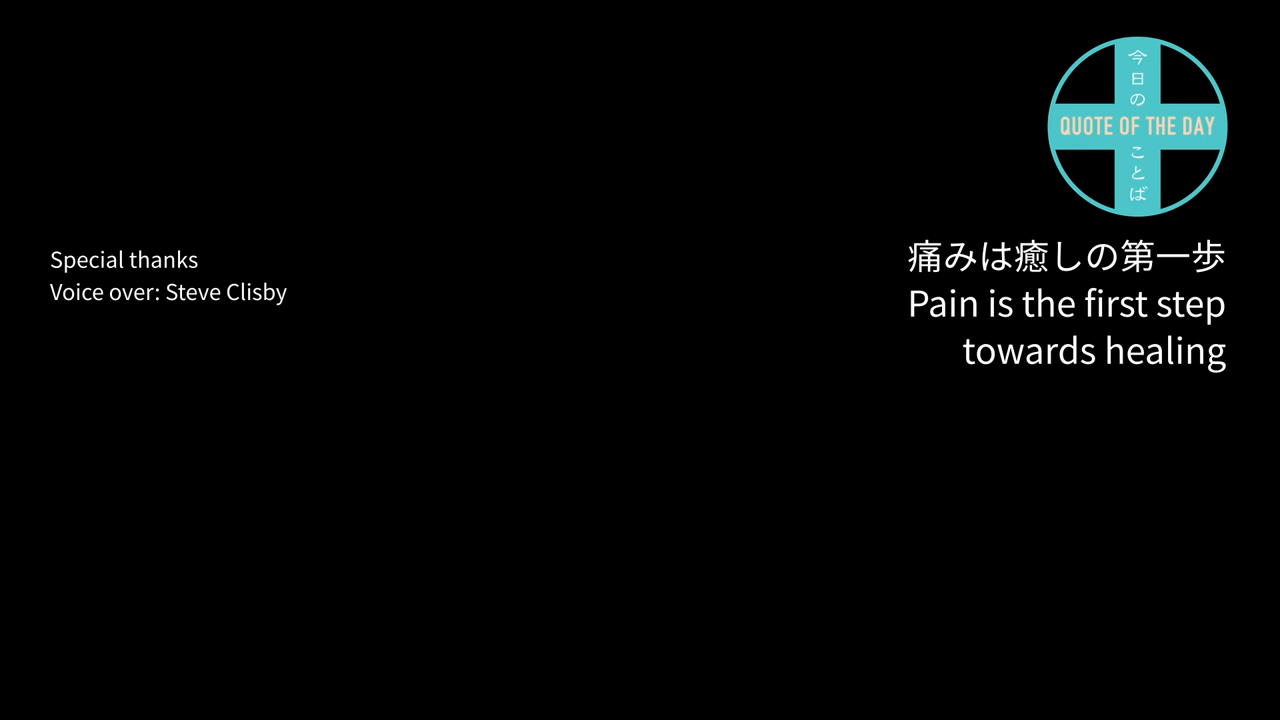 今日の
QUOTE OF THE DAY
ことば
Special thanks
Voice over: Steve Clisby
痛みは癒しの第一歩
Pain is the first step
towards healing